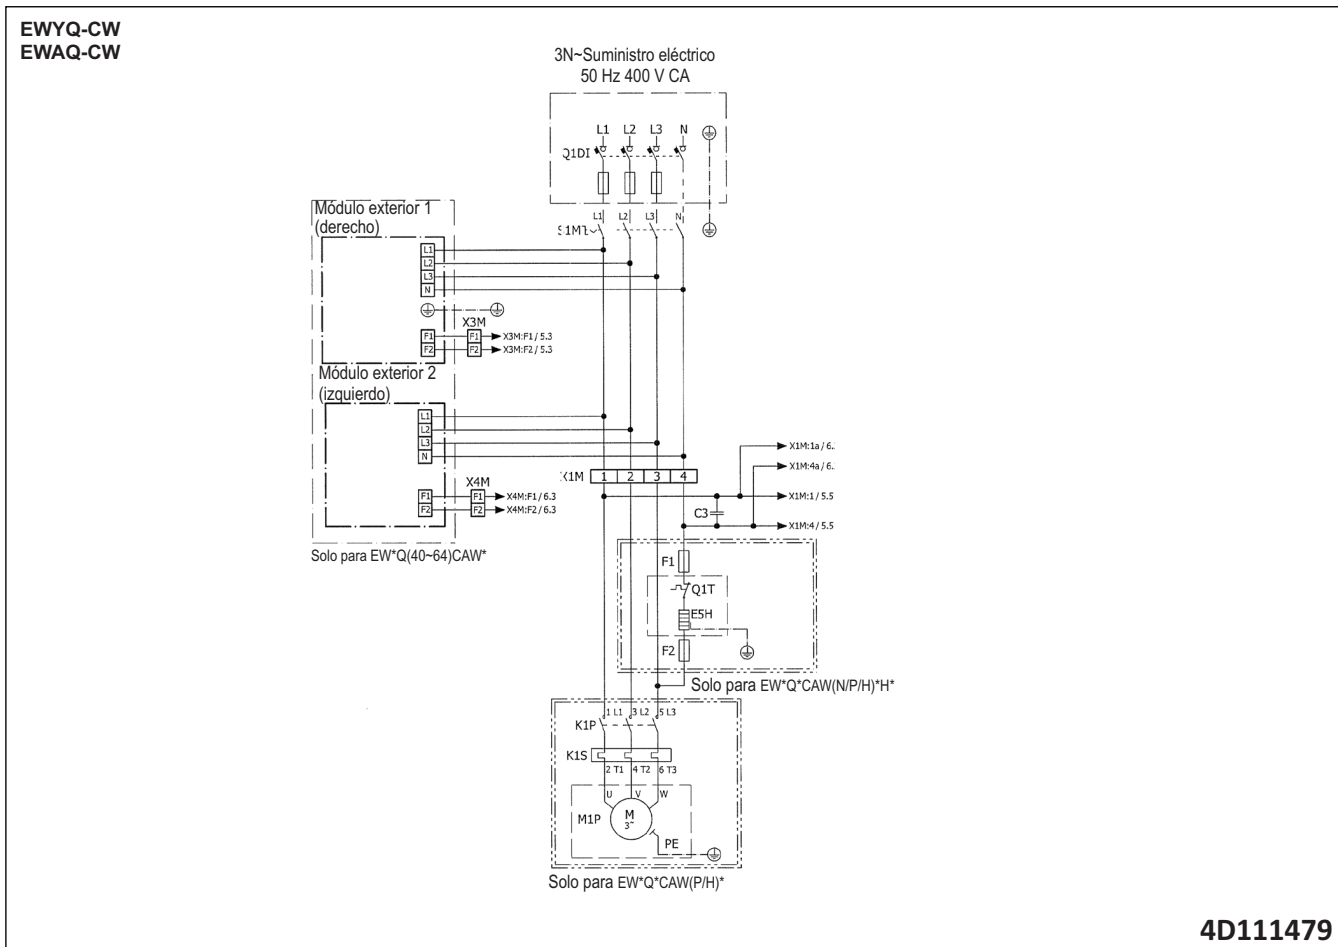 EWYQ-CW
EWAQ-CW
3N~Suministro eléctrico
50 Hz 400 V CA
L1 L2 L3 N
Q1DI
L1 L2 L3 N
S1M
Módulo exterior 1
(derecho)
L1
L2
L3
N
X3M
F1 F1 X3M:F1 / 5.3
F2 F2 X3M:F2 / 5.3
Módulo exterior 2
(izquierdo)
L1
L2
L3
N
X4M
F1 F1 X4M:F1 / 6.3
F2 F2 X4M:F2 / 6.3
Solo para EW*Q(40~64)CAW*
X1M:1a / 6.
X1M:4a / 6.
X1M 1 2 3 4
X1M:1 / 5.5
C3
X1M:4 / 5.5
F1
Q1T
E5H
F2
Solo para EW*Q*CAW(N/P/H)*H*
1 L1 3 L2 5 L3
K1P
K1S
2 T1 4 T2 6 T3
U V W
M1P
M
3~
PE
Solo para EW*Q*CAW(P/H)*
4D111479